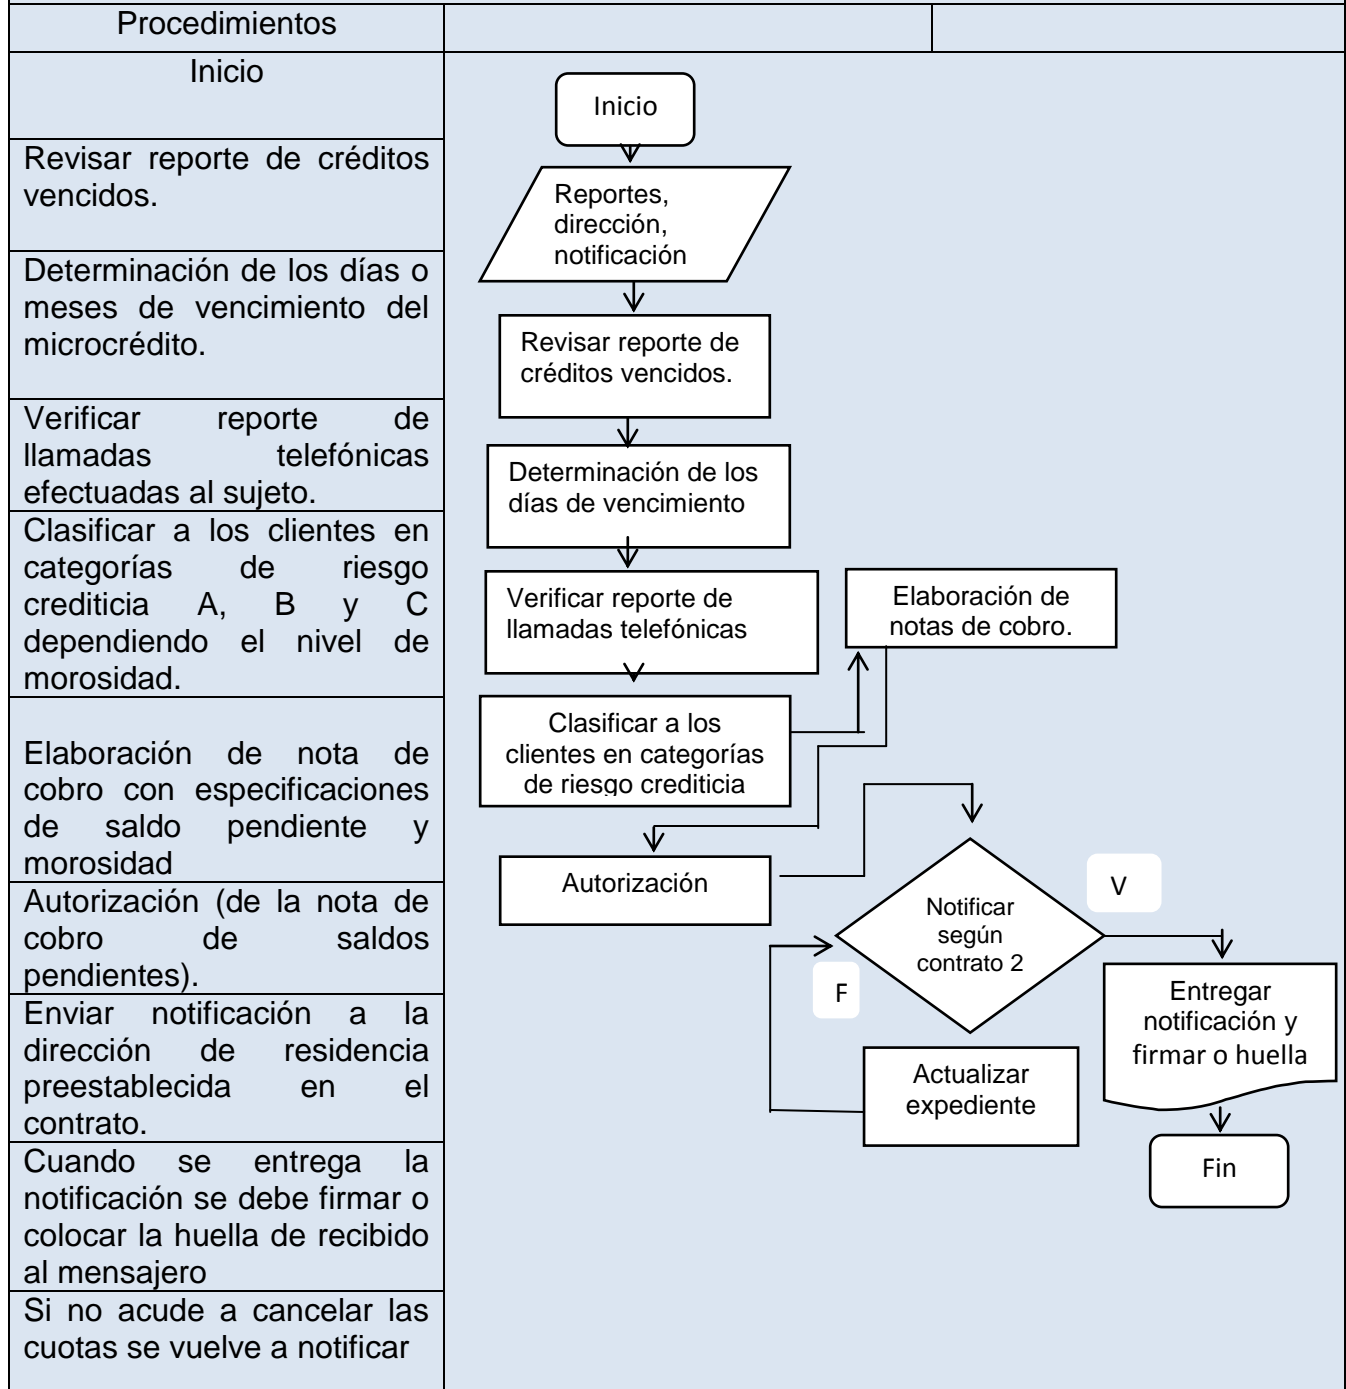 Procedimientos
Inicio
Revisar reporte de créditos
vencidos.
Determinación de los días o
meses de vencimiento del
microcrédito.
Verificar reporte de
llamadas telefónicas
efectuadas al sujeto.
Clasificar a los clientes en
categorías de riesgo
crediticia A, B y C
dependiendo el nivel de
morosidad.
Elaboración de nota de
cobro con especificaciones
de saldo pendiente y
morosidad
Autorización (de la nota de
cobro de saldos
pendientes).
Enviar notificación a la
dirección de residencia
preestablecida en el
contrato.
Cuando se entrega la
notificación se debe firmar o
colocar la huella de recibido
al mensajero
Si no acude a cancelar las
cuotas se vuelve a notificar
Inicio
Reportes,
dirección,
notificación
Revisar reporte de
créditos vencidos.
Determinación de los
días de vencimiento
Verificar reporte de
llamadas telefónicas
Elaboración de
notas de cobro.
Clasificar a los
clientes en categorías
de riesgo crediticia
Autorización
Notificar
según
contrato 2
V
F
Entregar
notificación y
firmar o huella
Actualizar
expediente
Fin